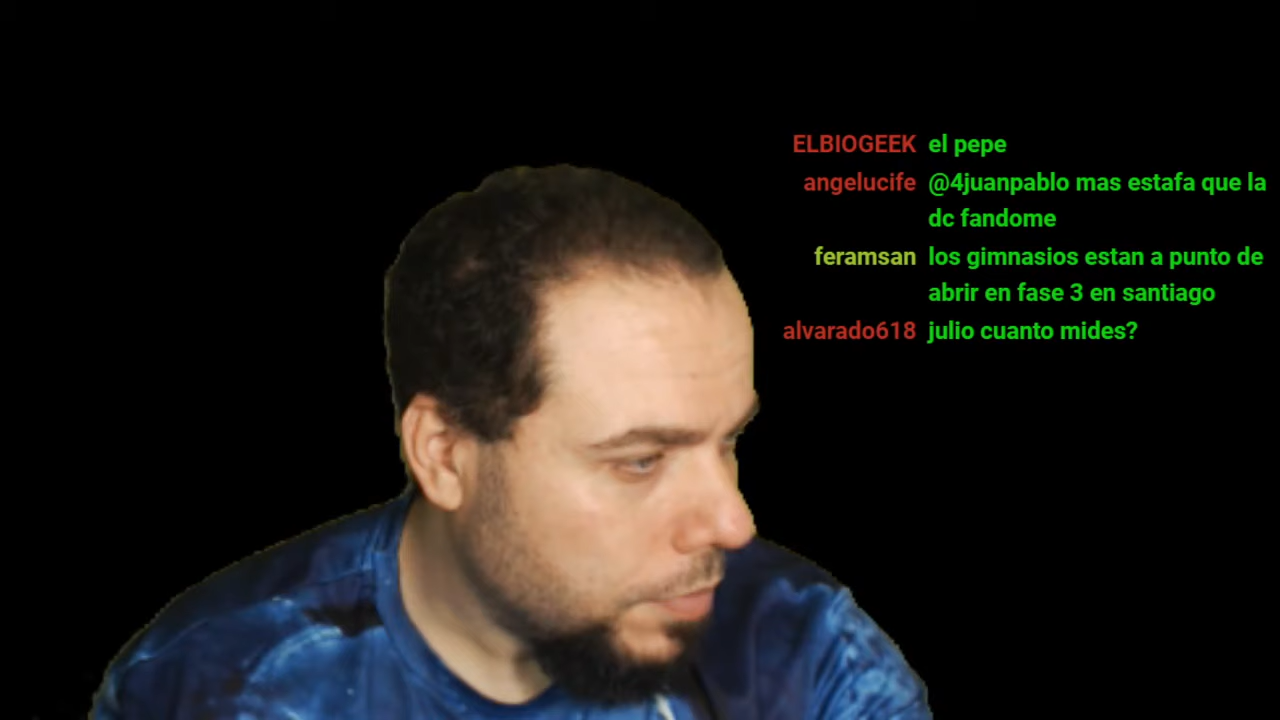 ELBIOGEEK el pepe
angelucife @4juanpablo mas estafa que la
dc fandome
feramsan los gimnasios estan a punto de
abrir en fase 3 en santiago
alvarado618 julio cuanto mides?